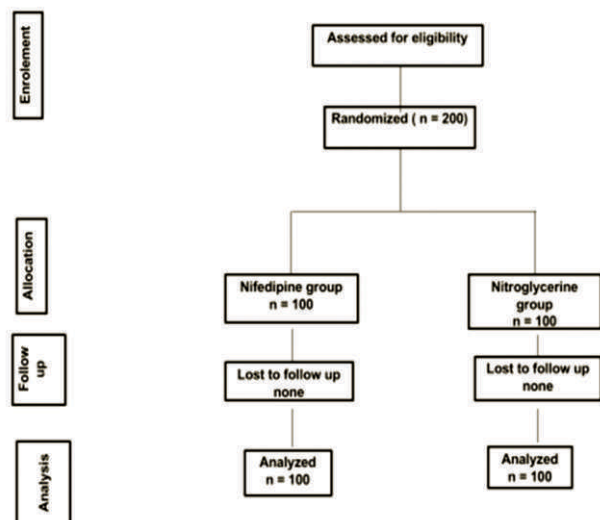 Enrolement
Assessed for eligibility
Randomized ( n = 200)
Allocation
Nifedipine group
n = 100
Nitroglycerine
group
n = 100
Follow
up
Lost to follow up
none
Lost to follow up
none
Analysis
Analyzed
n = 100
Analyzed
n = 100